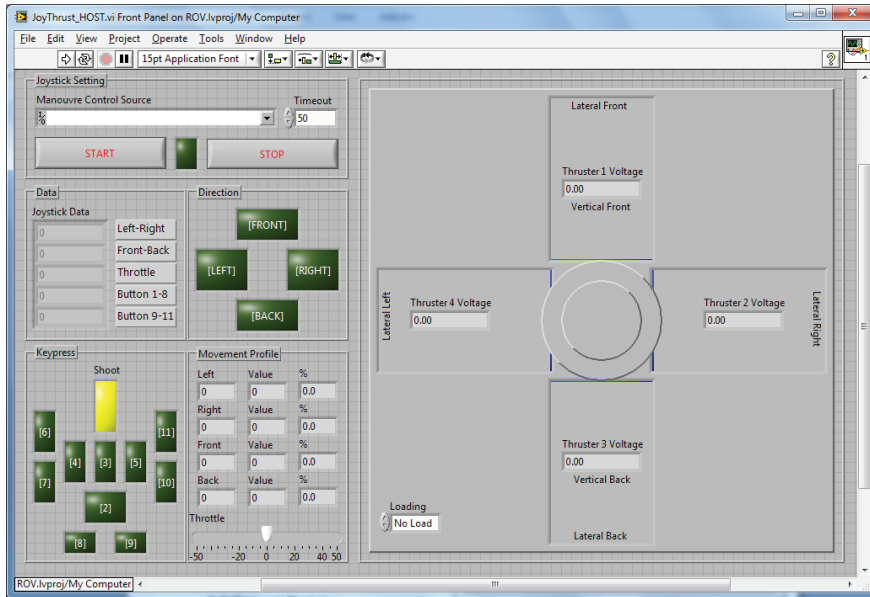 JoyThrust_HOST.vi Front Panel on ROV.lvproj/My Computer
File Edit View Project Operate Tools Window Help
15pt Application Font
1
Joystick Setting
Manouvre Control Source
Timeout
50
START
STOP
Data
Joystick Data
0 Left-Right
0 Front-Back
0 Throttle
0 Button 1-8
0 Button 9-11
Direction
[FRONT]
[LEFT]
[RIGHT]
[BACK]
Keypress
Shoot
[6]
[11]
[4]
[3]
[5]
[7]
[10]
[2]
[8]
[9]
Movement Profile
Left Value %
0 0 0.0
Right Value %
0 0 0.0
Front Value %
0 0 0.0
Back Value %
0 0 0.0
Throttle
-50 -20 0 20 40 50
Lateral Front
Thruster 1 Voltage
0.00
Vertical Front
Lateral Left
Thruster 4 Voltage
0.00
Thruster 2 Voltage
0.00
Lateral Right
Thruster 3 Voltage
0.00
Vertical Back
Loading
No Load
Lateral Back
ROV.lvproj/My Computer